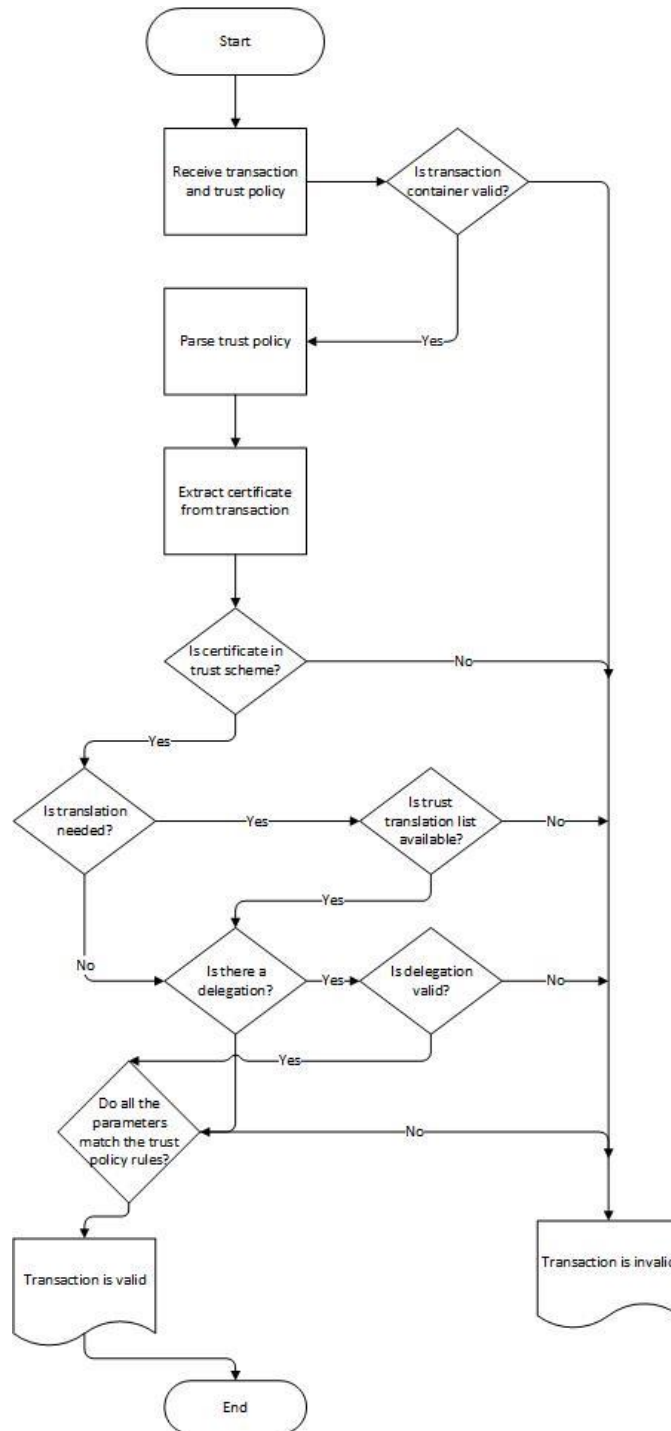 Start
Receive transaction
and trust policy
Is transaction
container valid?
Parse trust policy
Yes
Extract certificate
from transaction
Is certificate in
trust scheme?
No
Yes
Is translation
needed?
Yes
Is trust
translation list
available?
No
Yes
No
Is there a
delegation?
Yes
Is delegation
valid?
No
Yes
Do all the
parameters
match the trust
policy rules?
No
Transaction is valid
Transaction is invalid
End